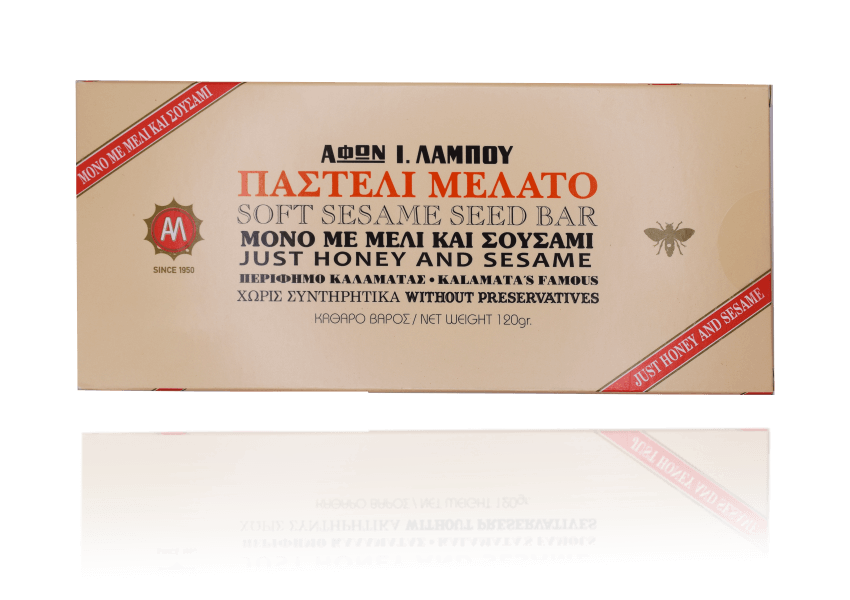 ΜΟΝΟ ΜΕ ΜΕΛΙ ΚΑΙ ΣΟΥΣΑΜΙ
ΑΦΩΝ Ι. ΛΑΜΠΟΥ
ΠΑΣΤΕΛΙ ΜΕΛΑΤΟ
SOFT SESAME SEED BAR
ΜΟΝΟ ΜΕ ΜΕΛΙ ΚΑΙ ΣΟΥΣΑΜΙ
JUST HONEY AND SESAME
ΠΕΡΙΦΗΜΟ ΚΑΛΑΜΑΤΑΣ • KALAMATA'S FAMOUS
ΧΩΡΙΣ ΣΥΝΤΗΡΗΤΙΚΑ WITHOUT PRESERVATIVES
ΚΑΘΑΡΟ ΒΑΡΟΣ / NET WEIGHT 120gr.
ΑΛ
SINCE 1950
JUST HONEY AND SESAME